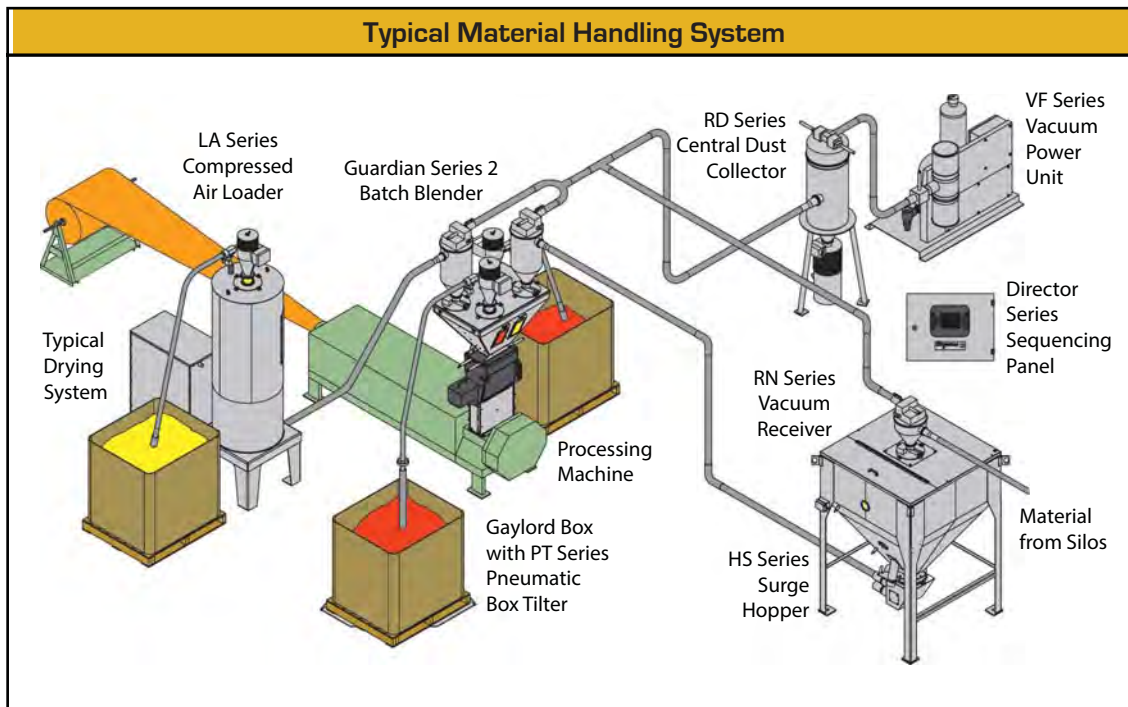 Typical Material Handling System
LA Series
Compressed
Air Loader
Guardian Series 2
Batch Blender
RD Series
Central Dust
Collector
VF Series
Vacuum
Power
Unit
Typical
Drying
System
Director
Series
Sequencing
Panel
RN Series
Vacuum
Receiver
Processing
Machine
Gaylord Box
with PT Series
Pneumatic
Box Tilter
HS Series
Surge
Hopper
Material
from Silos